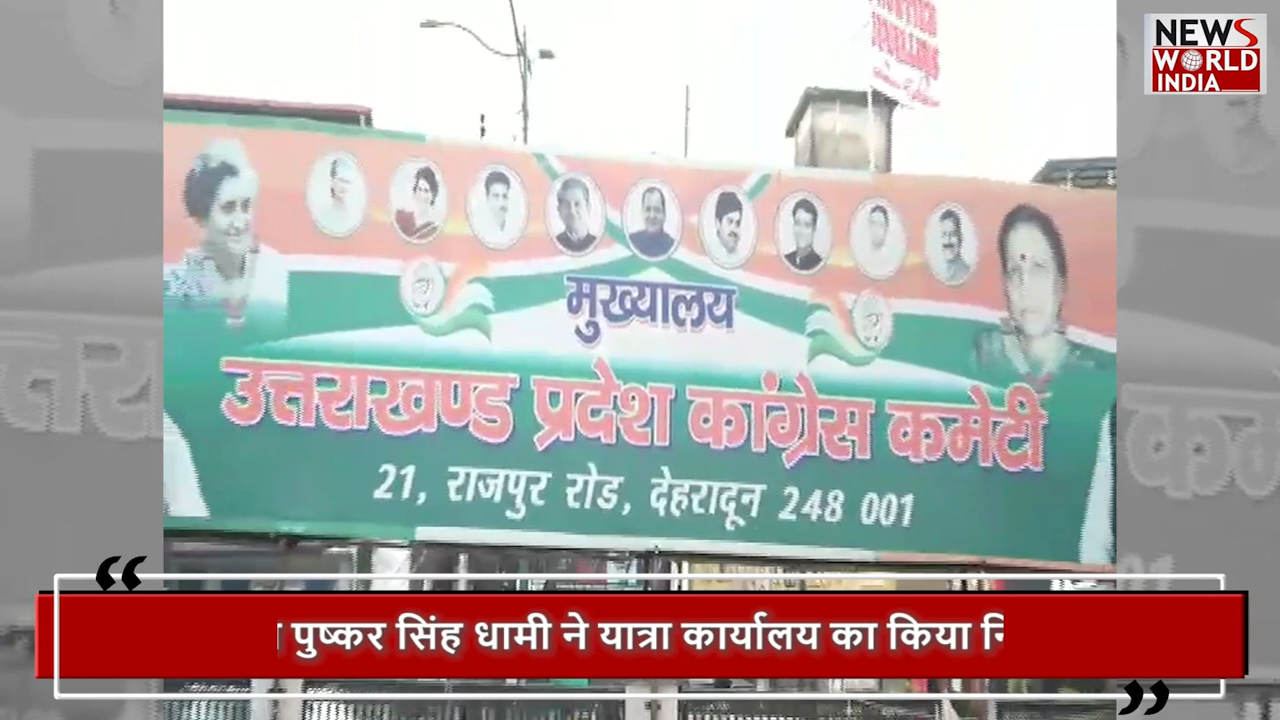 NEWS
WORLD
INDIA
मुख्यालय
उत्तराखण्ड प्रदेश कांग्रेस कमेटी
21, राजपुर रोड, देहरादून 248 001
पुष्कर सिंह धामी ने यात्रा कार्यालय का किया